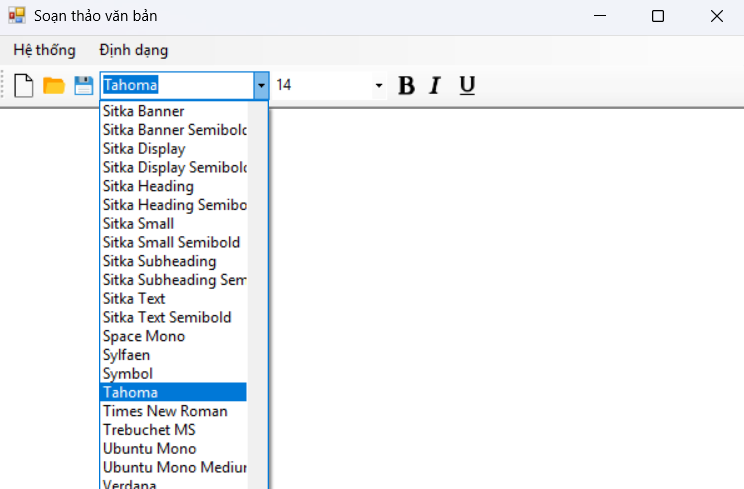 Soạn thảo văn bản
Hệ thống Định dạng
Tahoma 14 B I U
Sitka Banner
Sitka Banner Semibold
Sitka Display
Sitka Display Semibold
Sitka Heading
Sitka Heading Semibo
Sitka Small
Sitka Small Semibold
Sitka Subheading
Sitka Subheading Sem
Sitka Text
Sitka Text Semibold
Space Mono
Sylfaen
Symbol
Tahoma
Times New Roman
Trebuchet MS
Ubuntu Mono
Ubuntu Mono Mediur
Verdana